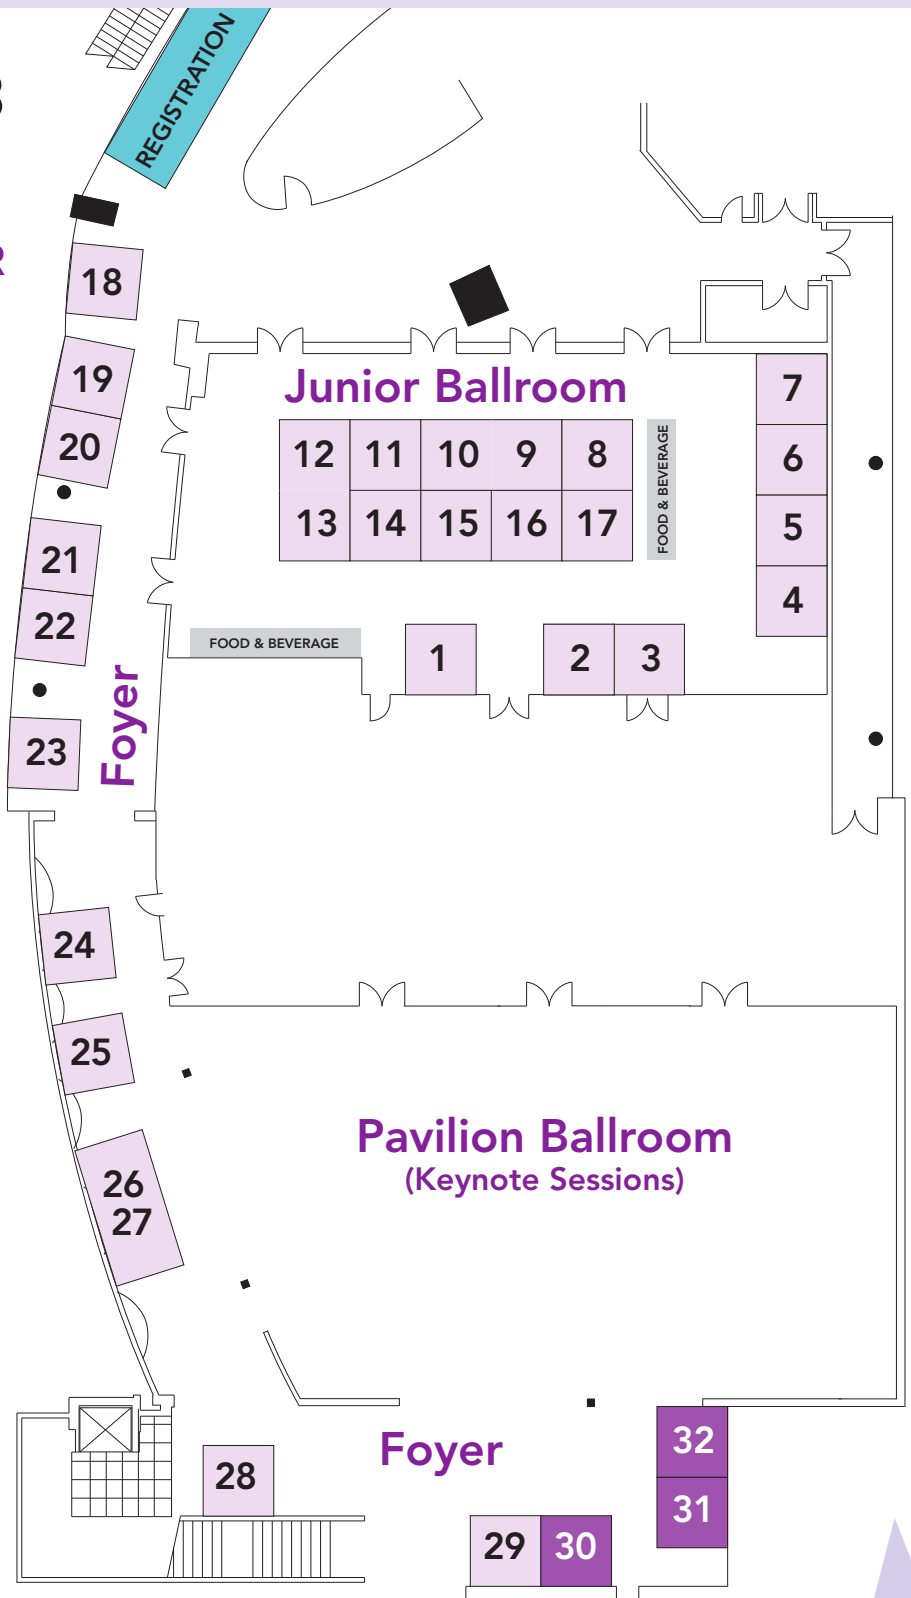 REGISTRATION
R
18
19
20
21
22
23
Foyer
Junior Ballroom
12 11 10 9 8
13 14 15 16 17
FOOD & BEVERAGE
7
6
5
4
FOOD & BEVERAGE
1 2 3
24
25
26
27
Pavilion Ballroom
(Keynote Sessions)
Foyer
28
29 30
32
31